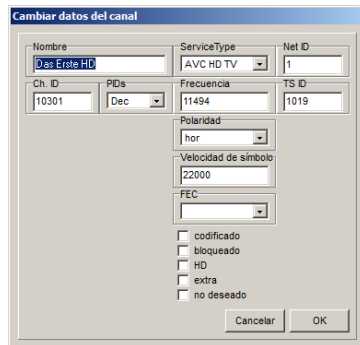 Cambiar datos del canal
Nombre
Das Erste HD
ServiceType
AVC HD TV
Net ID
1
Ch. ID
10301
PIDs
Dec
Frecuencia
11494
TS ID
1019
Polaridad
hor
Velocidad de símbolo
22000
FEC
codificado
bloqueado
HD
extra
no deseado
Cancelar
OK